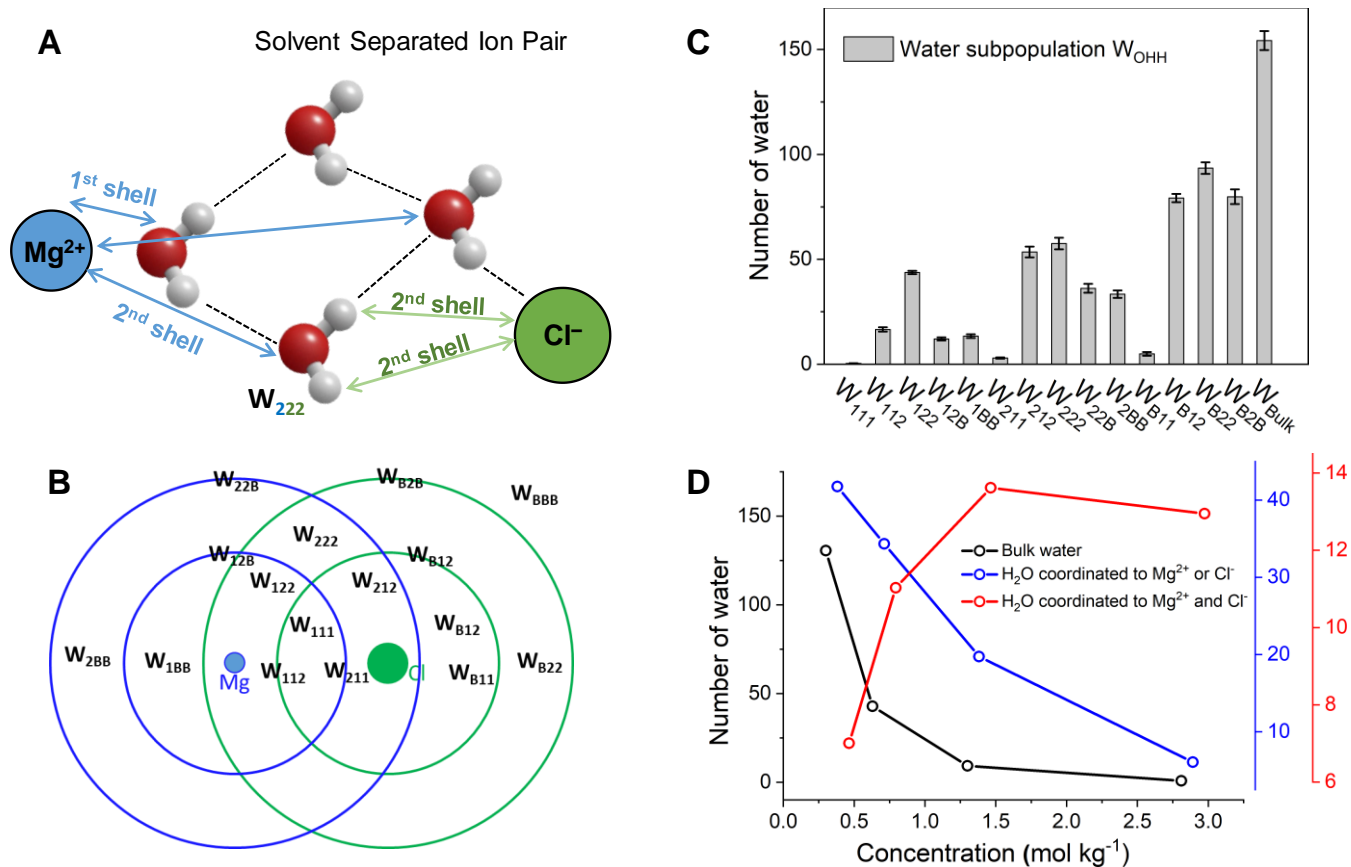 A
Solvent Separated Ion Pair
1st shell
Mg2+
2nd shell
2nd shell
2nd shell
Cl–
W222
B
W22B
WB2B
WBBB
W222
W12B
WB12
W122
W212
W111
WB12
W2BB
W1BB
W112
W211
WB11
WB22
Mg
Cl
C
Water subpopulation WOHH
Number of water
150
100
50
0
W111
W112
W122
W12B
W1BB
W211
W212
W222
W22B
W2BB
WB11
WB12
WB22
WB2B
WBulk
D
Number of water
150
100
50
0
Bulk water
H2O coordinated to Mg2+ or Cl-
H2O coordinated to Mg2+ and Cl-
40
30
20
10
14
12
10
8
6
0.0 0.5 1.0 1.5 2.0 2.5 3.0
Concentration (mol kg-1)